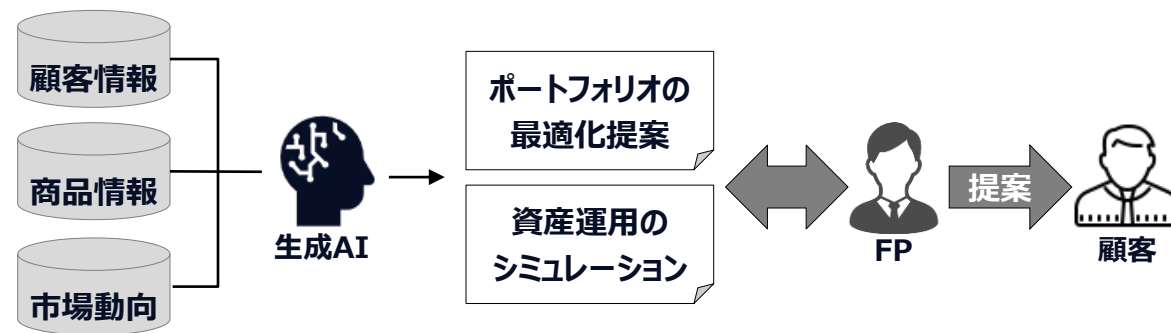 顧客情報
商品情報
市場動向
生成AI
ポートフォリオの
最適化提案
資産運用の
シミュレーション
FP
提案
顧客